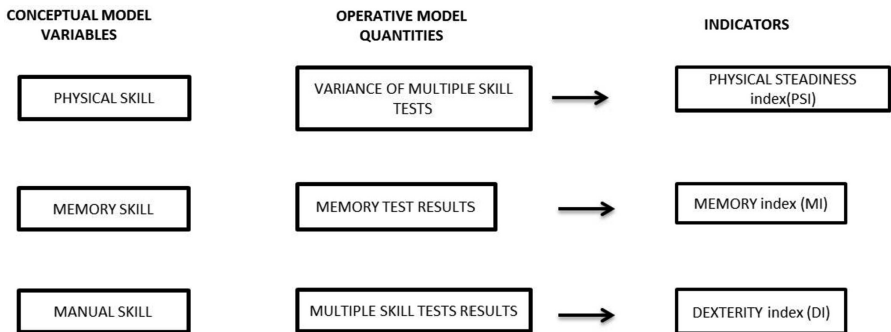 CONCEPTUAL MODEL
VARIABLES
OPERATIVE MODEL
QUANTITIES
INDICATORS
PHYSICAL SKILL
VARIANCE OF MULTIPLE SKILL
TESTS
PHYSICAL STEADINESS
index(PSI)
MEMORY SKILL
MEMORY TEST RESULTS
MEMORY index (MI)
MANUAL SKILL
MULTIPLE SKILL TESTS RESULTS
DEXTERITY index (DI)